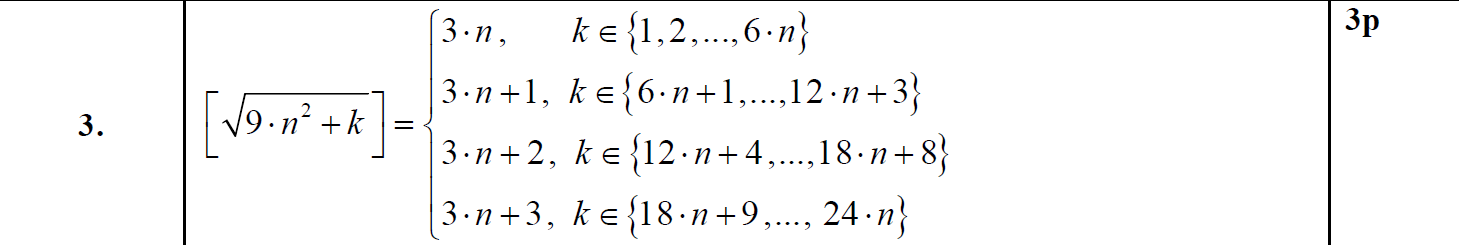 3·n,  k∈{1,2,...,6·n}
3·n+1,  k∈{6·n+1,...,12·n+3}
3. [√(9·n²+k)]={
3·n+2,  k∈{12·n+4,...,18·n+8}
3·n+3,  k∈{18·n+9,..., 24·n}
3p